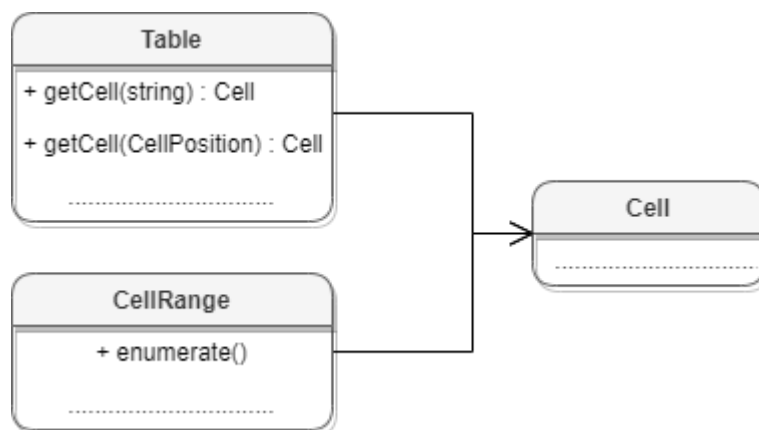 Table
+ getCell(string) : Cell
+ getCell(CellPosition) : Cell
Cell
CellRange
+ enumerate()